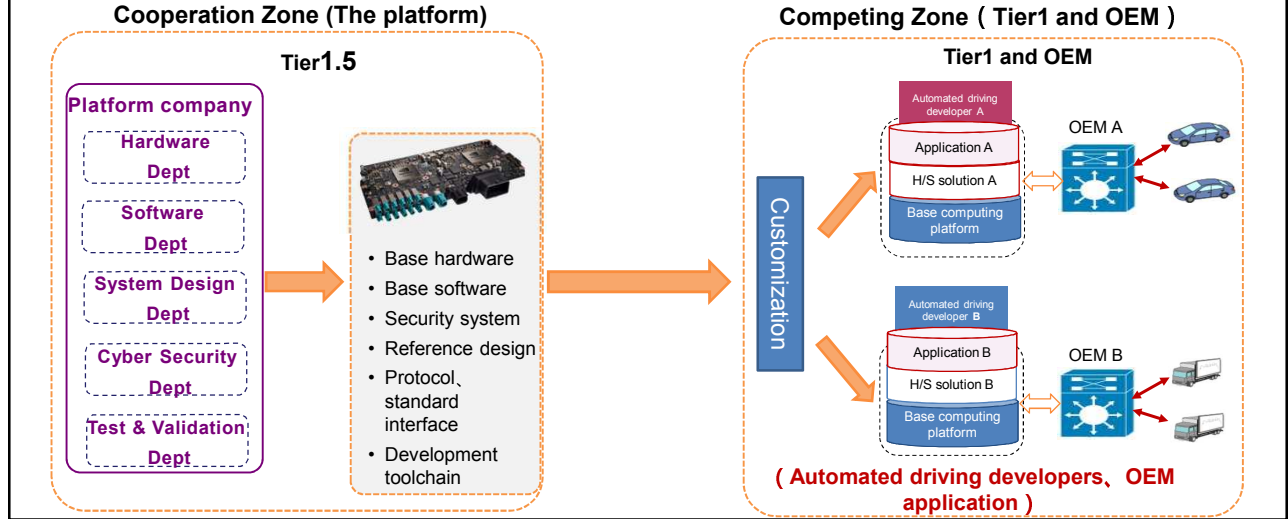 Cooperation Zone (The platform)
Tier1.5
Platform company
Hardware
Dept
Software
Dept
System Design
Dept
Cyber Security
Dept
Test & Validation
Dept
• Base hardware
• Base software
• Security system
• Reference design
• Protocol、
standard
interface
• Development
toolchain
Competing Zone（ Tier1 and OEM ）
Tier1 and OEM
Customization
Automated driving
developer A
Application A
H/S solution A
Base computing
platform
OEM A
Automated driving
developer B
Application B
H/S solution B
Base computing
platform
OEM B
（ Automated driving developers、OEM
application ）